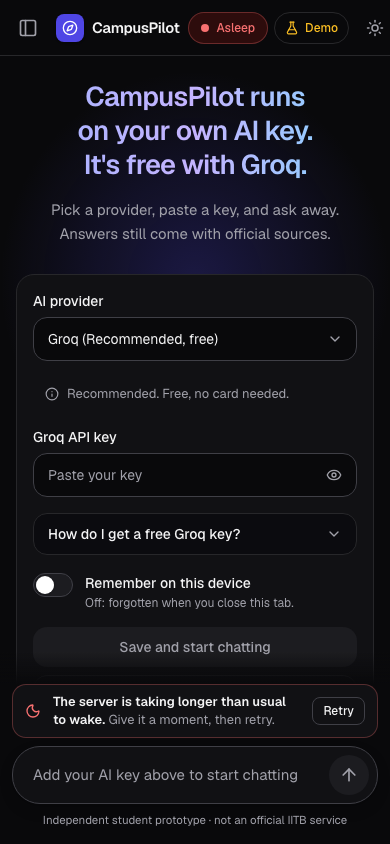 CampusPilot
Asleep
Demo
CampusPilot runs
on your own AI key.
It's free with Groq.
Pick a provider, paste a key, and ask away.
Answers still come with official sources.
AI provider
Groq (Recommended, free)
Recommended. Free, no card needed.
Groq API key
Paste your key
How do I get a free Groq key?
Remember on this device
Off: forgotten when you close this tab.
Save and start chatting
The server is taking longer than usual
to wake. Give it a moment, then retry.
Retry
Add your AI key above to start chatting
Independent student prototype · not an official IITB service